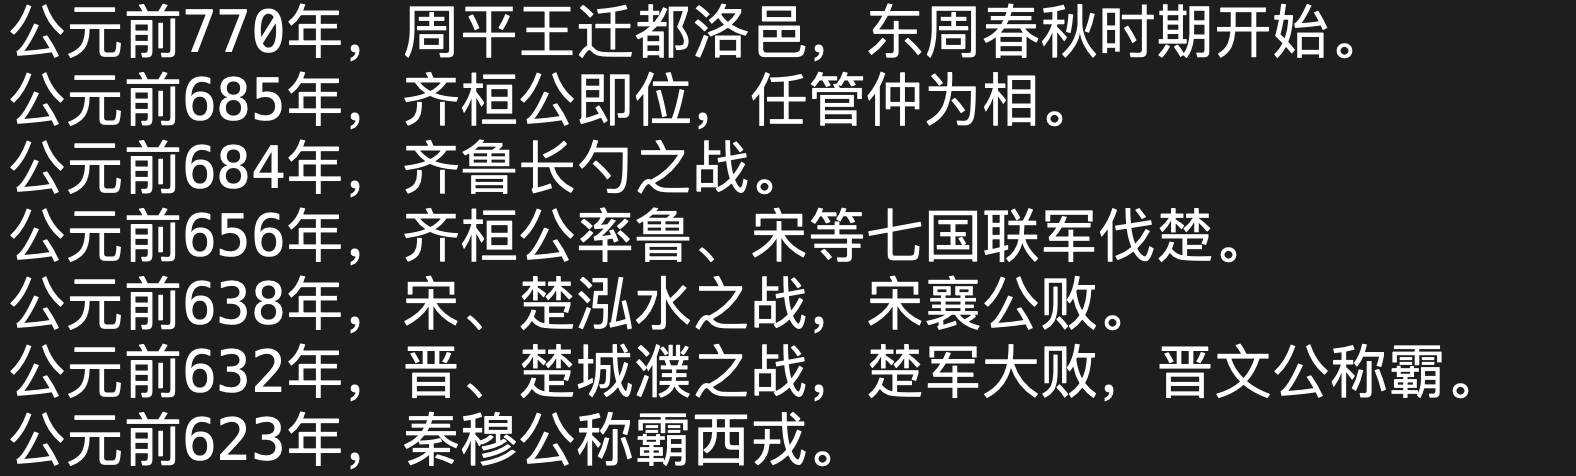 公元前770年，周平王迁都洛邑，东周春秋时期开始。
公元前685年，齐桓公即位，任管仲为相。
公元前684年，齐鲁长勺之战。
公元前656年，齐桓公率鲁、宋等七国联军伐楚。
公元前638年，宋、楚泓水之战，宋襄公败。
公元前632年，晋、楚城濮之战，楚军大败，晋文公称霸。
公元前623年，秦穆公称霸西戎。